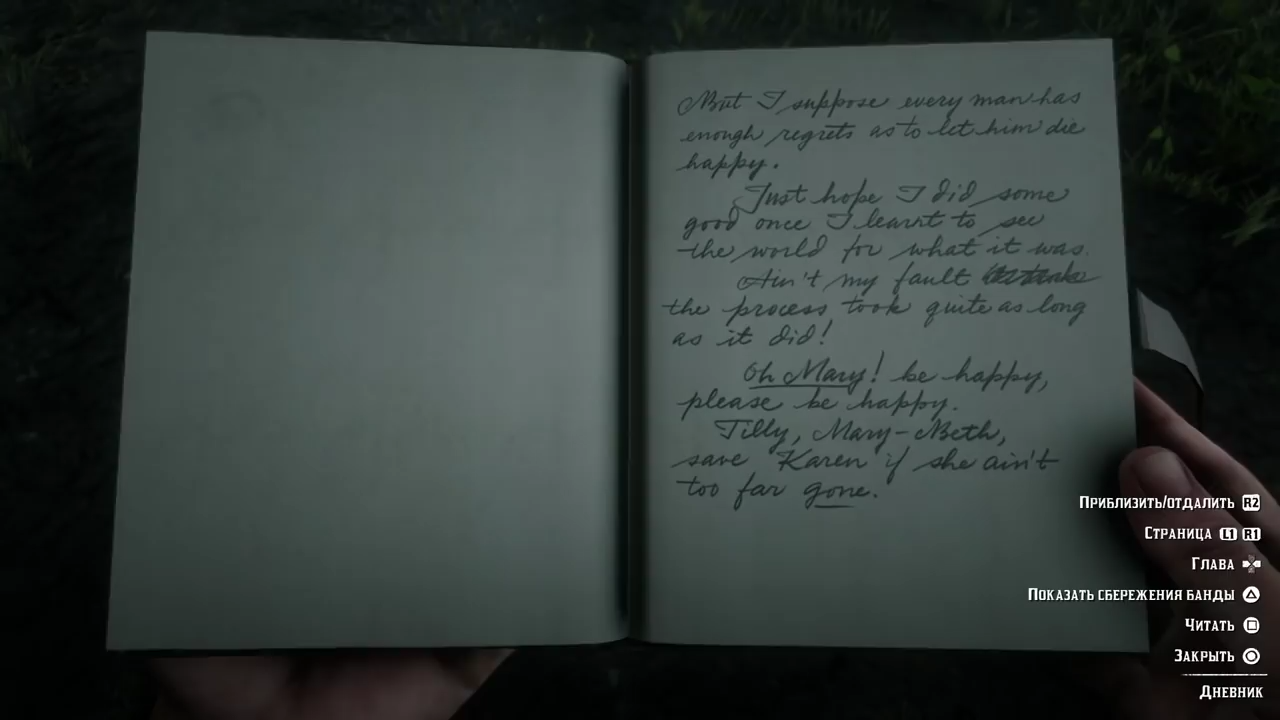 But I suppose every man has
enough regrets as to let him die
happy.
Just hope I did some
good once I learnt to see
the world for what it was.
Ain't my fault
the process took quite as long
as it did!
Oh Mary! be happy,
please be happy.
Tilly, Mary-Beth,
save Karen if she ain't
too far gone.
Приблизить/отдалить R2
Страница L1 R1
Глава
Показать сбережения банды
Читать
Закрыть
Дневник